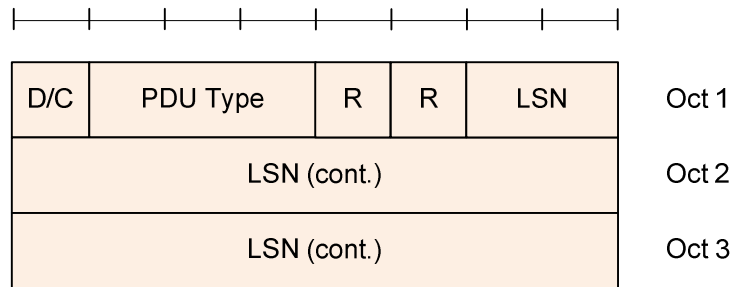 D/C PDU Type R R LSN Oct 1
LSN (cont.) Oct 2
LSN (cont.) Oct 3